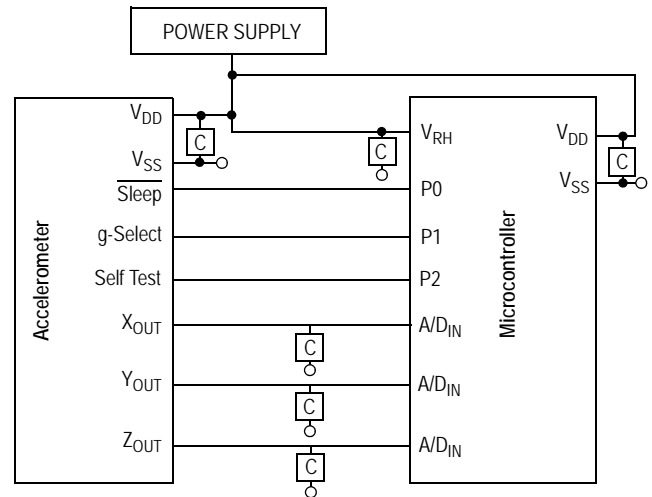 POWER SUPPLY
Accelerometer
V_DD
C
V_SS
Sleep
g-Select
Self Test
X_OUT
Y_OUT
Z_OUT
C
C
C
C
Microcontroller
V_RH
P0
P1
P2
A/D_IN
A/D_IN
A/D_IN
V_DD
C
V_SS